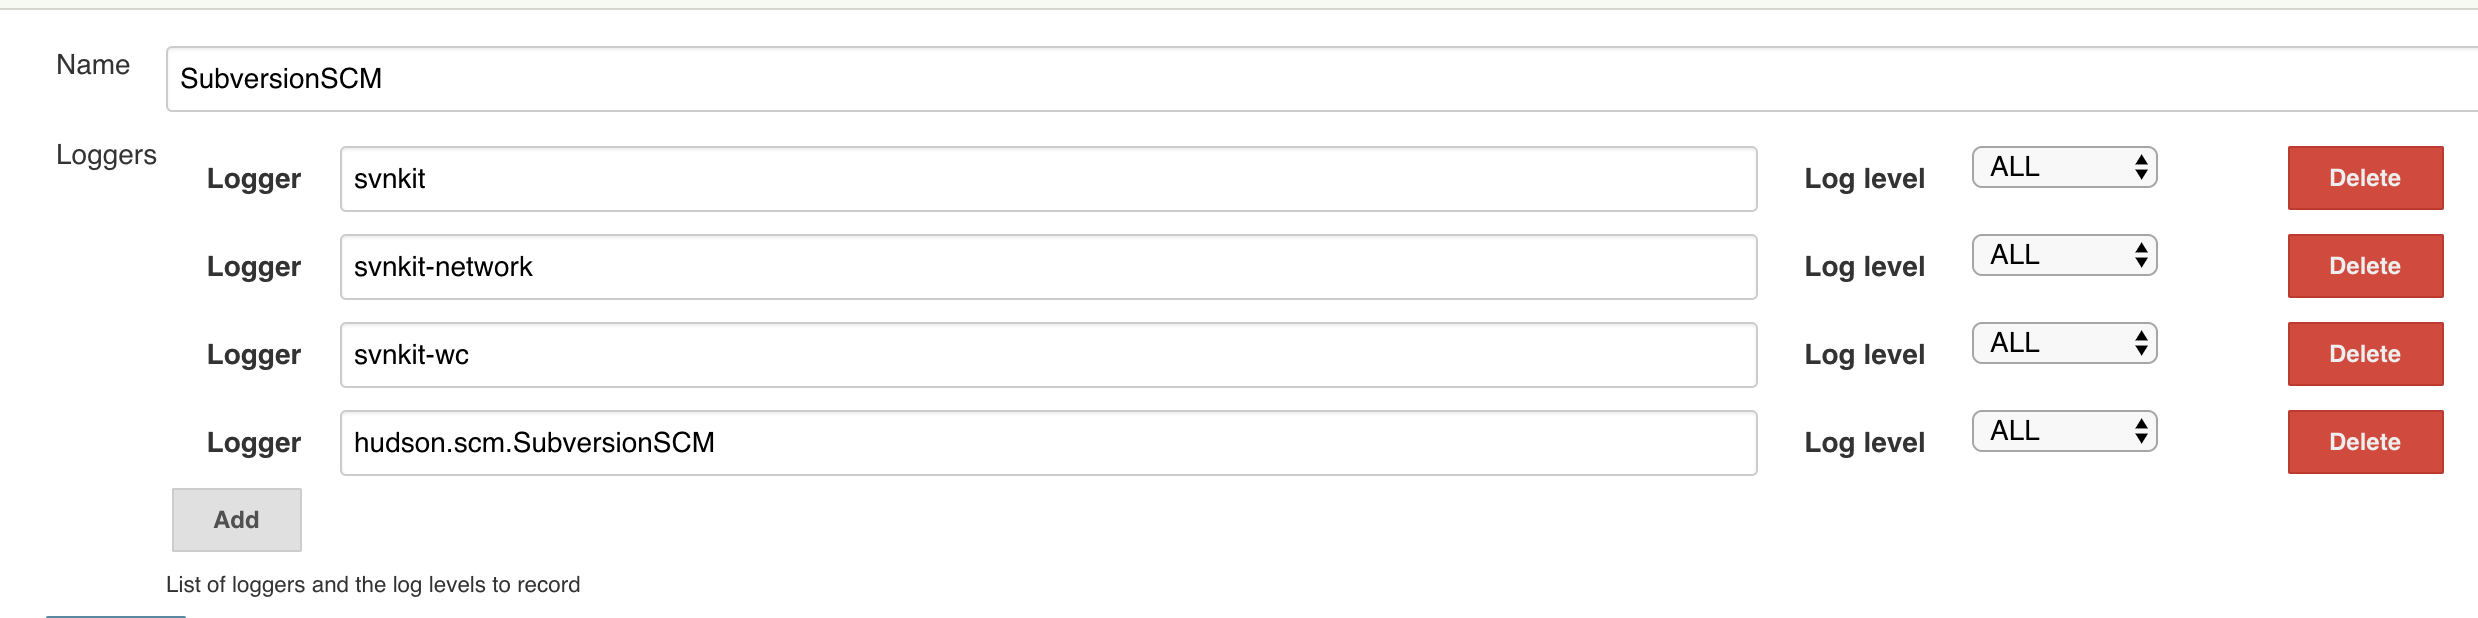 Name SubversionSCM
Loggers
Logger svnkit Log level ALL Delete
Logger svnkit-network Log level ALL Delete
Logger svnkit-wc Log level ALL Delete
Logger hudson.scm.SubversionSCM Log level ALL Delete
Add
List of loggers and the log levels to record